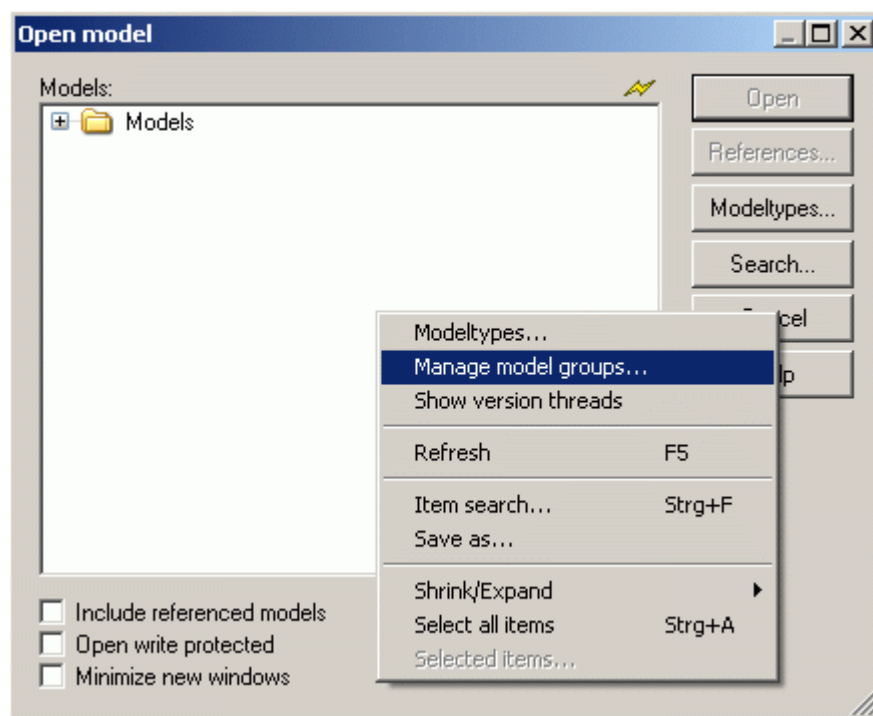 Open model
Models:
Models
Open
References...
Modeltypes...
Search...
Modeltypes...
Manage model groups...
Show version threads
Refresh F5
Item search... Strg+F
Save as...
Shrink/Expand
Select all items Strg+A
Selected items...
Include referenced models
Open write protected
Minimize new windows